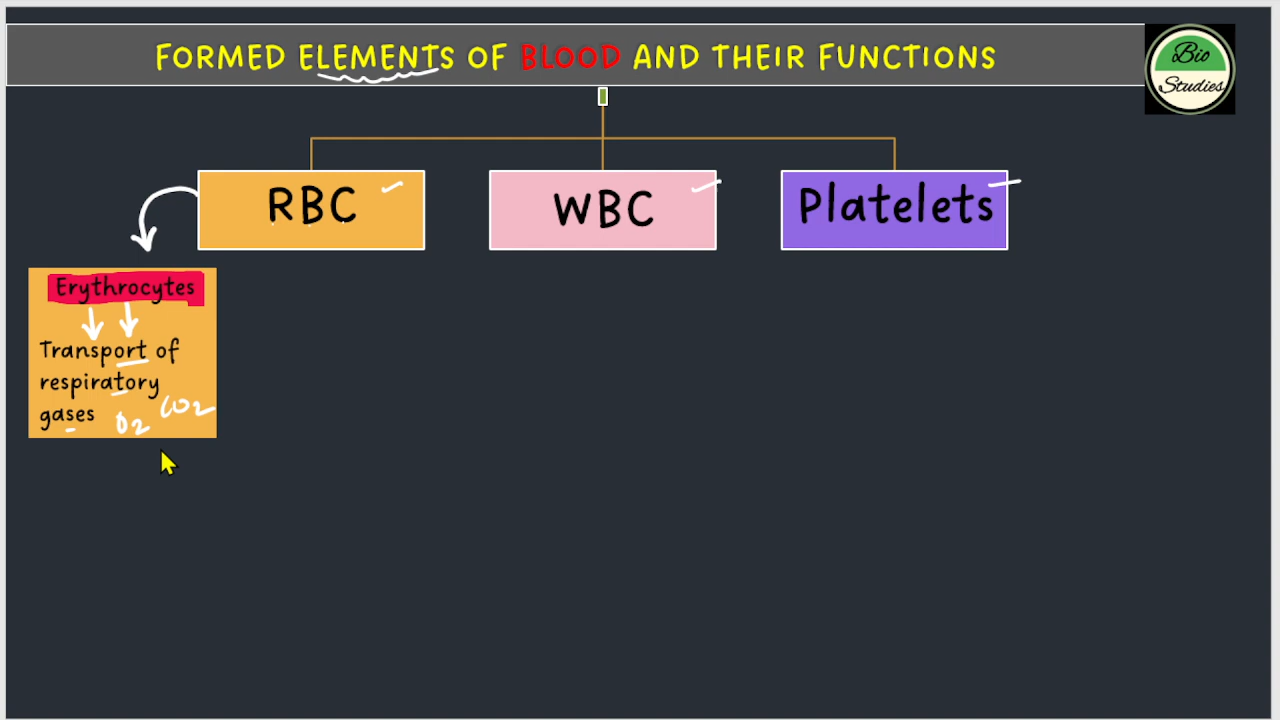 FORMED ELEMENTS OF BLOOD AND THEIR FUNCTIONS
Bio
Studies
RBC
WBC
Platelets
Erythrocytes
Transport of
respiratory
gases O2 CO2